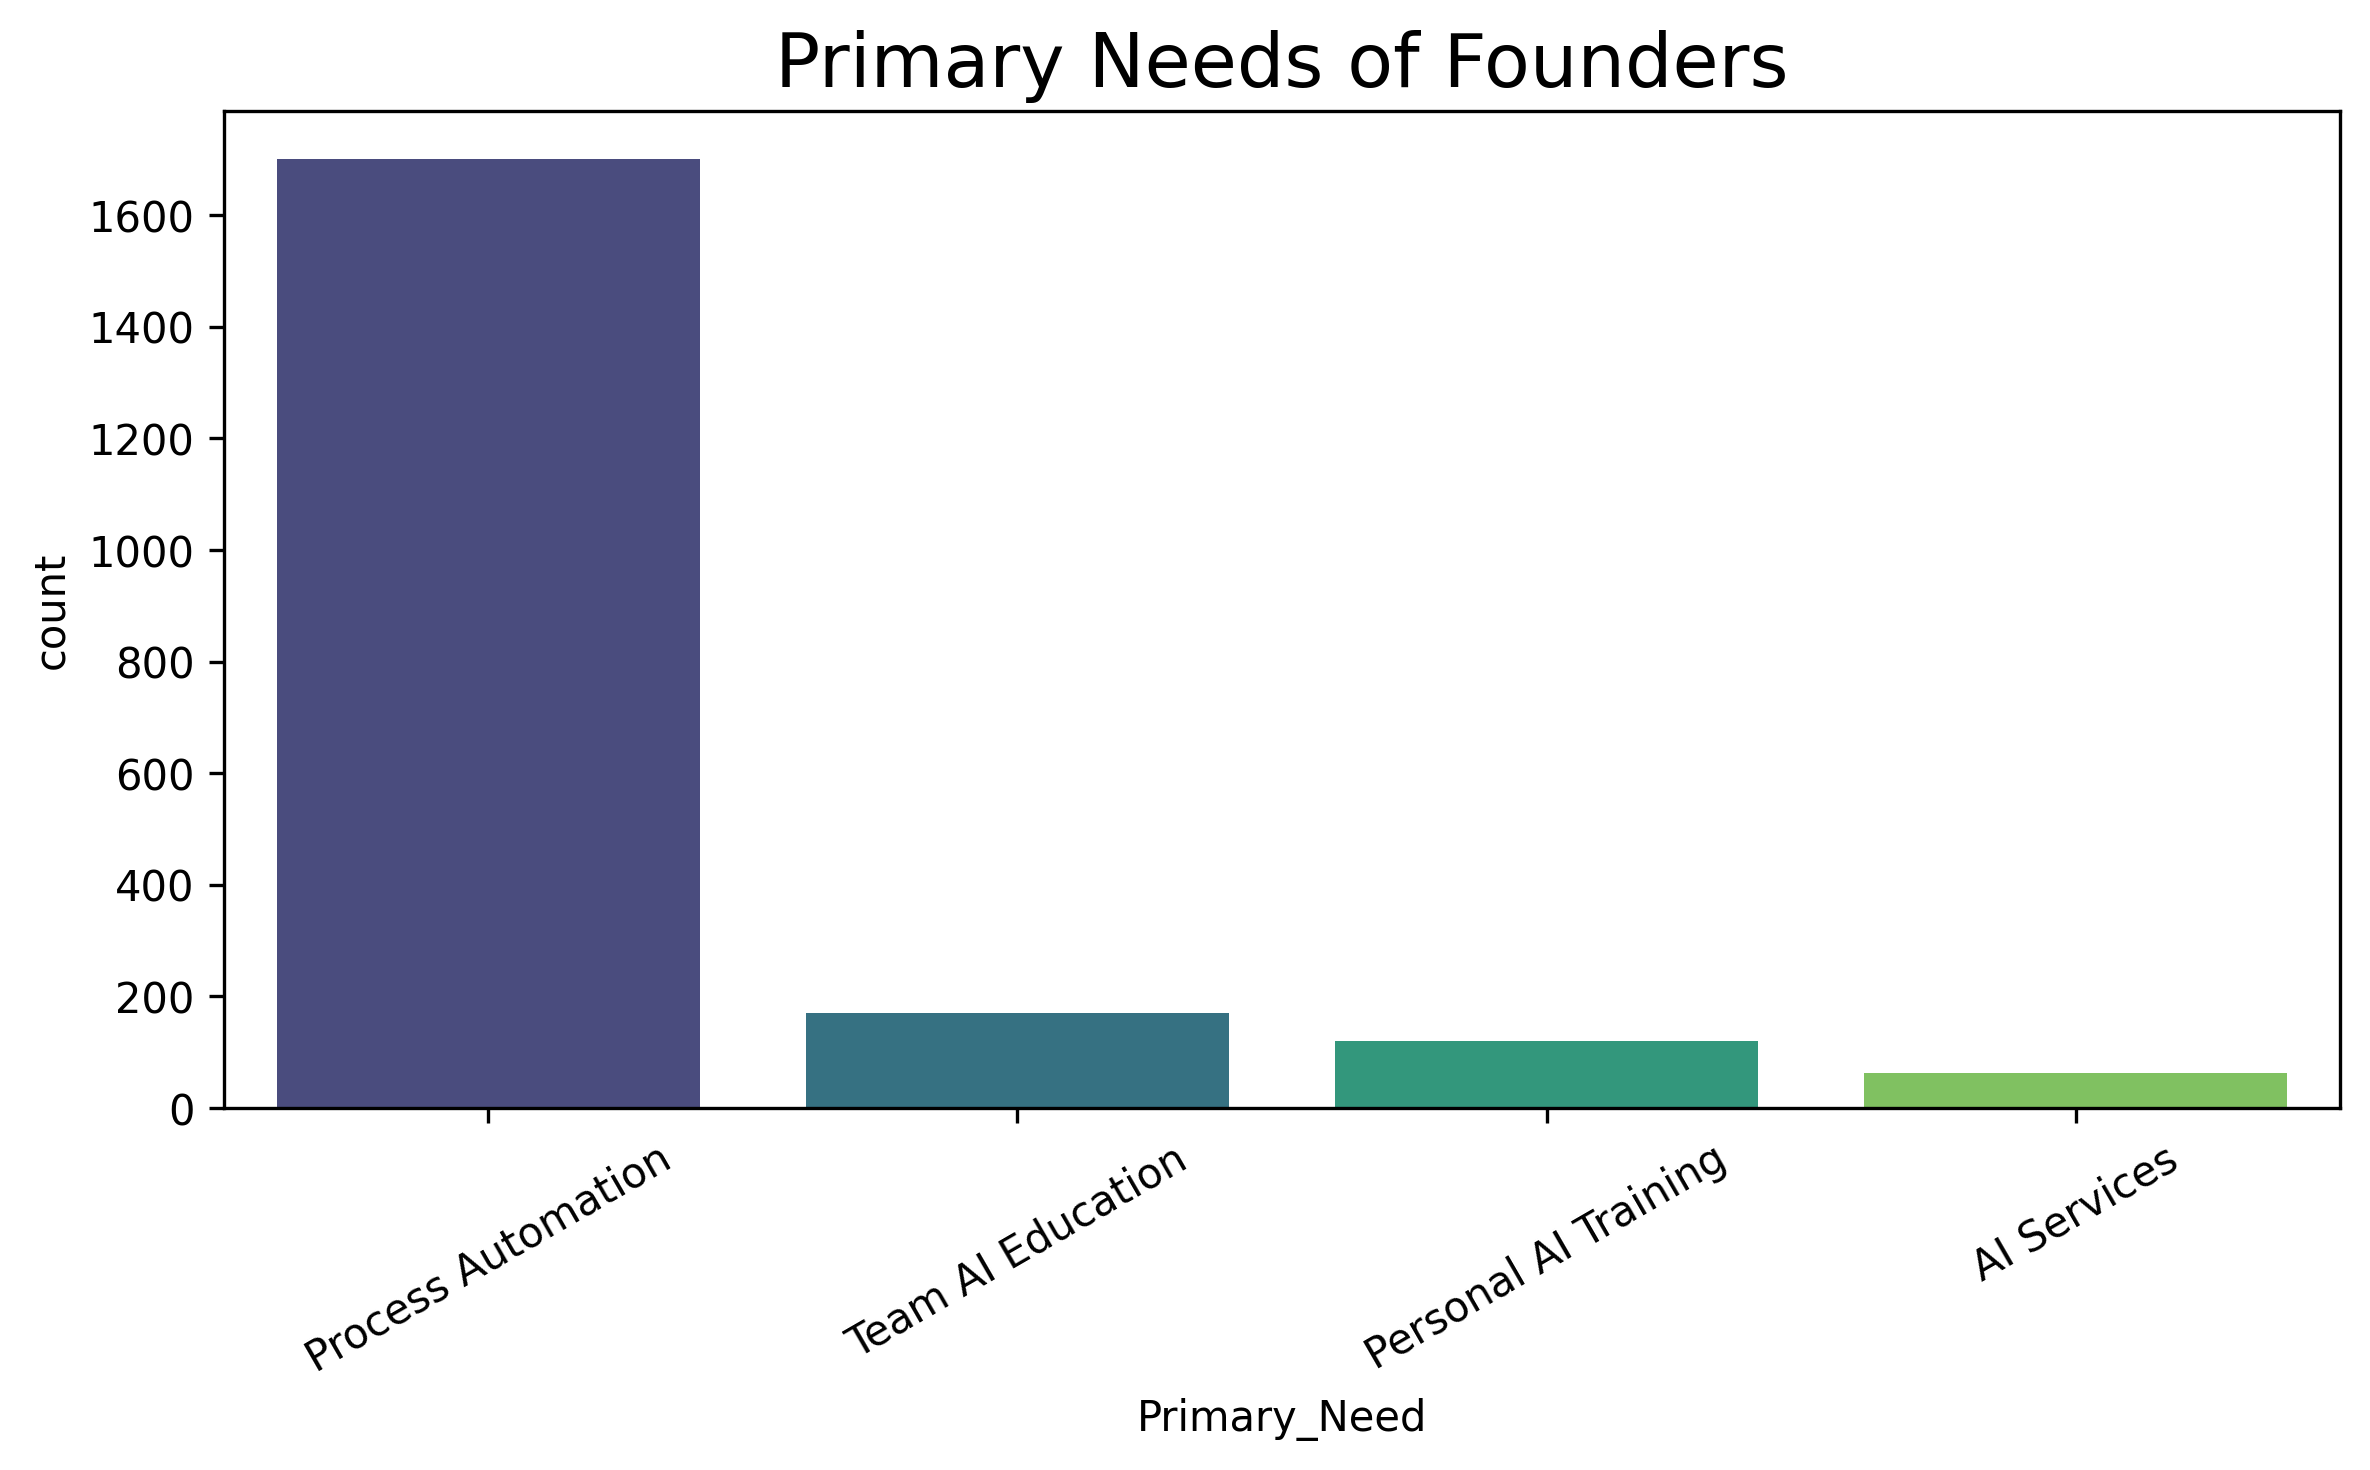 Primary Needs of Founders
count
1600
1400
1200
1000
800
600
400
200
0
Process Automation
Team AI Education
Personal AI Training
AI Services
Primary_Need